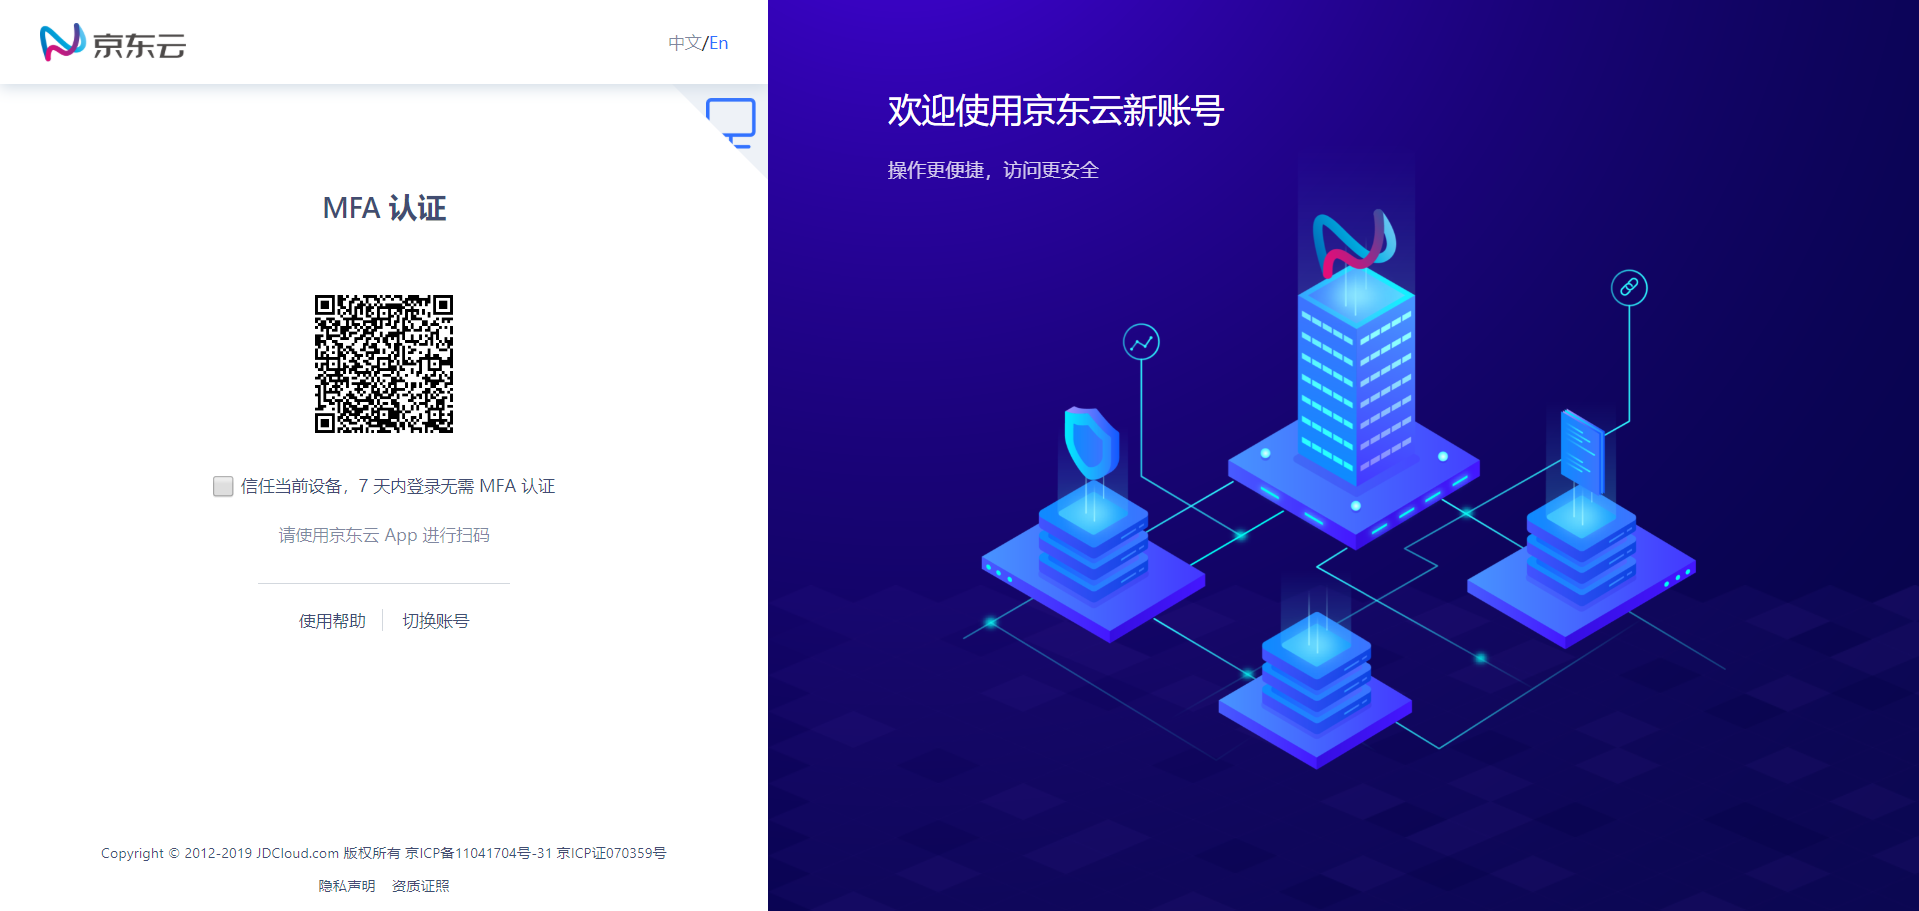 京东云
中文/En
MFA 认证
信任当前设备，7 天内登录无需 MFA 认证
请使用京东云 App 进行扫码
使用帮助
切换账号
Copyright © 2012-2019 JDCloud.com 版权所有 京ICP备11041704号-31 京ICP证070359号
隐私声明 资质证照
欢迎使用京东云新账号
操作更便捷，访问更安全